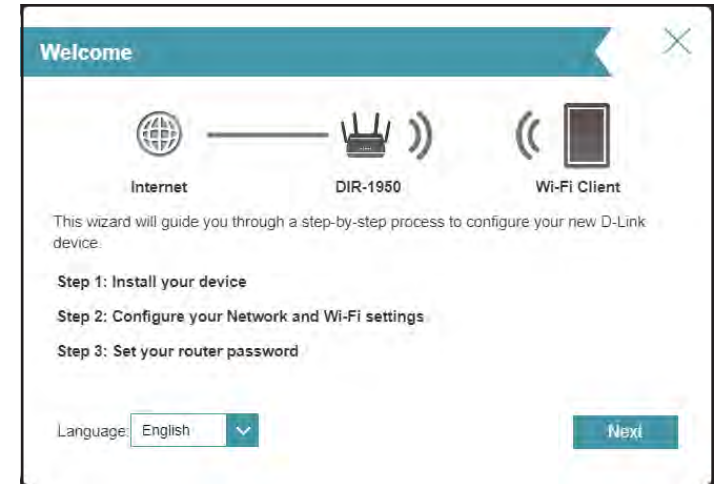 Welcome
Internet
DIR-1950
Wi-Fi Client
This wizard will guide you through a step-by-step process to configure your new D-Link
device.
Step 1: Install your device
Step 2: Configure your Network and Wi-Fi settings
Step 3: Set your router password
Language: English
Next